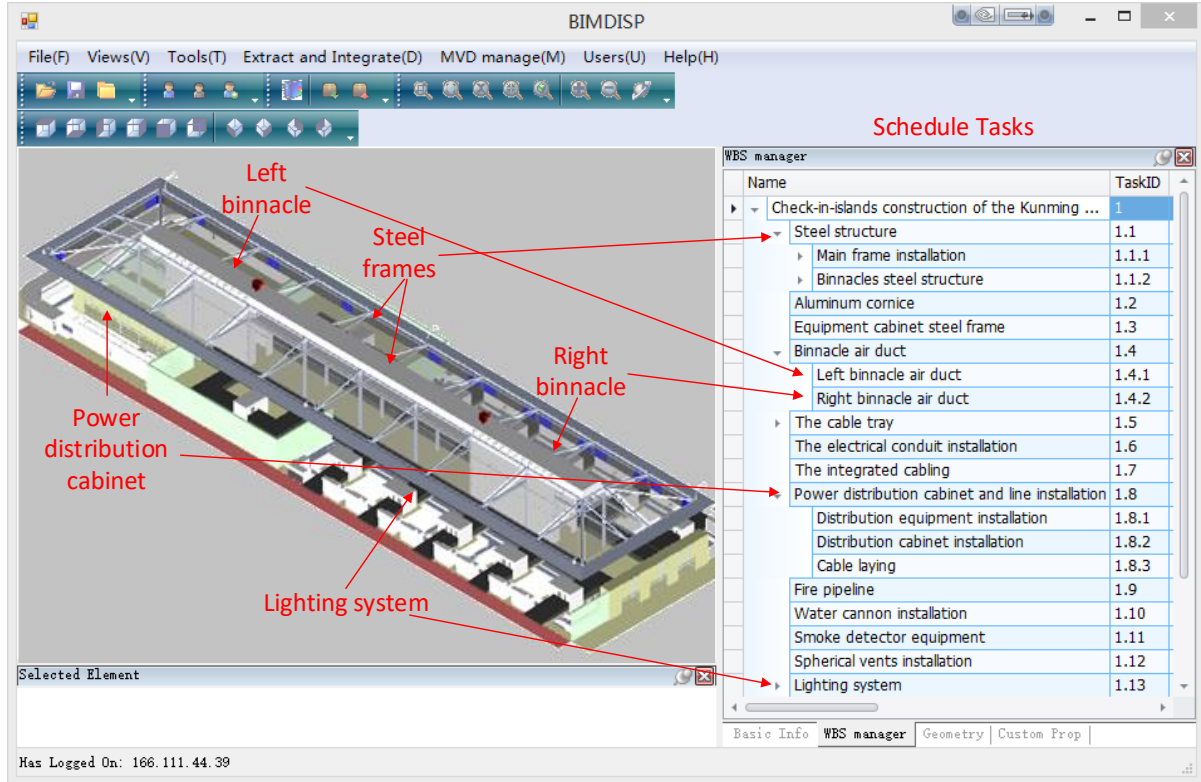 BIMDISP
File(F) Views(V) Tools(T) Extract and Integrate(D) MVD manage(M) Users(U) Help(H)
Schedule Tasks
Left
binnacle
Steel
frames
Right
binnacle
Power
distribution
cabinet
Lighting system
WBS manager
Name TaskID
Check-in-islands construction of the Kunming ... 1
Steel structure 1.1
Main frame installation 1.1.1
Binnacles steel structure 1.1.2
Aluminum cornice 1.2
Equipment cabinet steel frame 1.3
Binnacle air duct 1.4
Left binnacle air duct 1.4.1
Right binnacle air duct 1.4.2
The cable tray 1.5
The electrical conduit installation 1.6
The integrated cabling 1.7
Power distribution cabinet and line installation 1.8
Distribution equipment installation 1.8.1
Distribution cabinet installation 1.8.2
Cable laying 1.8.3
Fire pipeline 1.9
Water cannon installation 1.10
Smoke detector equipment 1.11
Spherical vents installation 1.12
Lighting system 1.13
Basic Info WBS manager Geometry Custom Prop
Selected Element
Has Logged On: 166.111.44.39